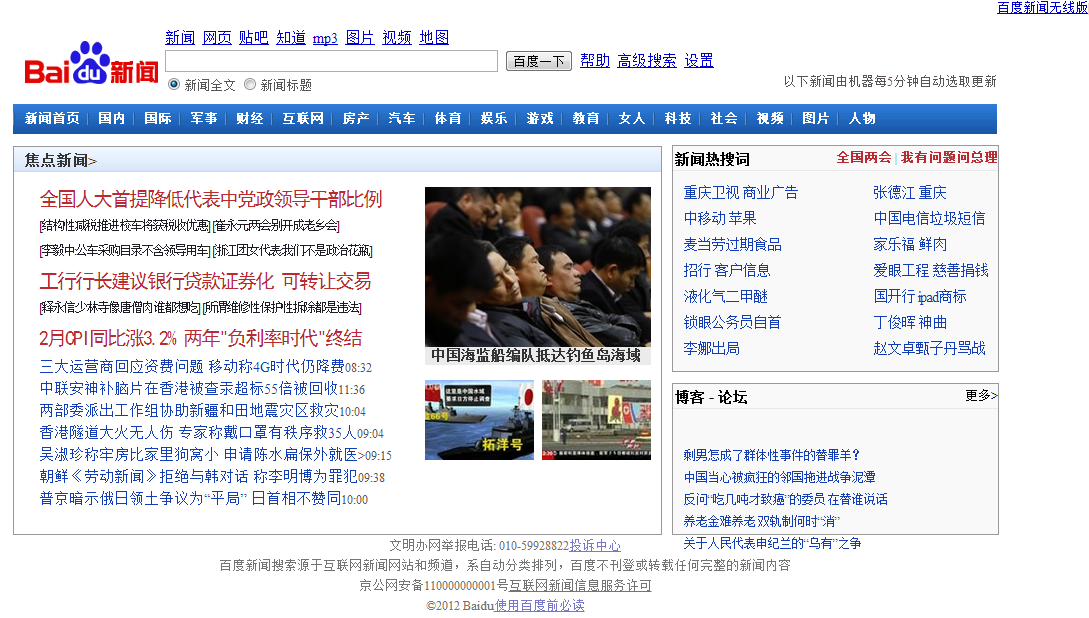 百度新闻无线版
新闻 网页 贴吧 知道 mp3 图片 视频 地图
Baidu新闻
百度一下 帮助 高级搜索 设置
新闻全文 新闻标题
以下新闻由机器每5分钟自动选取更新
新闻首页 国内 国际 军事 财经 互联网 房产 汽车 体育 娱乐 游戏 教育 女人 科技 社会 视频 图片 人物
焦点新闻>
全国人大首提降低代表中党政领导干部比例
[结构性减税推进校车将获税收优惠] [崔永元两会别开成老乡会]
[李毅中公车采购目录不含领导用车] [浙江团女代表:我们不是政治花瓶]
工行行长建议银行贷款证券化 可转让交易
[释永信:少林寺像唐僧肉 谁都想吃] [所谓维修性保护性拆除都是违法]
2月CPI同比涨3.2% 两年"负利率时代"终结
三大运营商回应资费问题 移动称4G时代仍降费08:32
中联安神补脑片在香港被查汞超标55倍被回收11:36
两部委派出工作组协助新疆和田地震灾区救灾10:04
香港隧道大火无人伤 专家称戴口罩有秩序救35人09:04
吴淑珍称牢房比家里狗窝小 申请陈水扁保外就医>09:15
朝鲜《劳动新闻》拒绝与韩对话 称李明博为罪犯09:38
普京暗示俄日领土争议为“平局” 日首相不赞同10:00
中国海监船编队抵达钓鱼岛海域
拓洋号
新闻热搜词
全国两会 | 我有问题问总理
重庆卫视 商业广告 张德江 重庆
中移动 苹果 中国电信垃圾短信
麦当劳过期食品 家乐福 鲜肉
招行 客户信息 爱眼工程 慈善捐钱
液化气二甲醚 国开行 ipad商标
锁眼公务员自首 丁俊晖 神曲
李娜出局 赵文卓甄子丹骂战
博客 - 论坛
更多>
剩男怎成了群体性事件的替罪羊?
中国当心被疯狂的邻国拖进战争泥潭
反问“吃几吨才致癌”的委员在替谁说话
养老金难养老 双轨制何时“消”
关于人民代表申纪兰的“乌有”之争
文明办网举报电话: 010-59928822投诉中心
百度新闻搜索源于互联网新闻网站和频道，系自动分类排列，百度不刊登或转载任何完整的新闻内容
京公网安备110000000001号互联网新闻信息服务许可
©2012 Baidu使用百度前必读